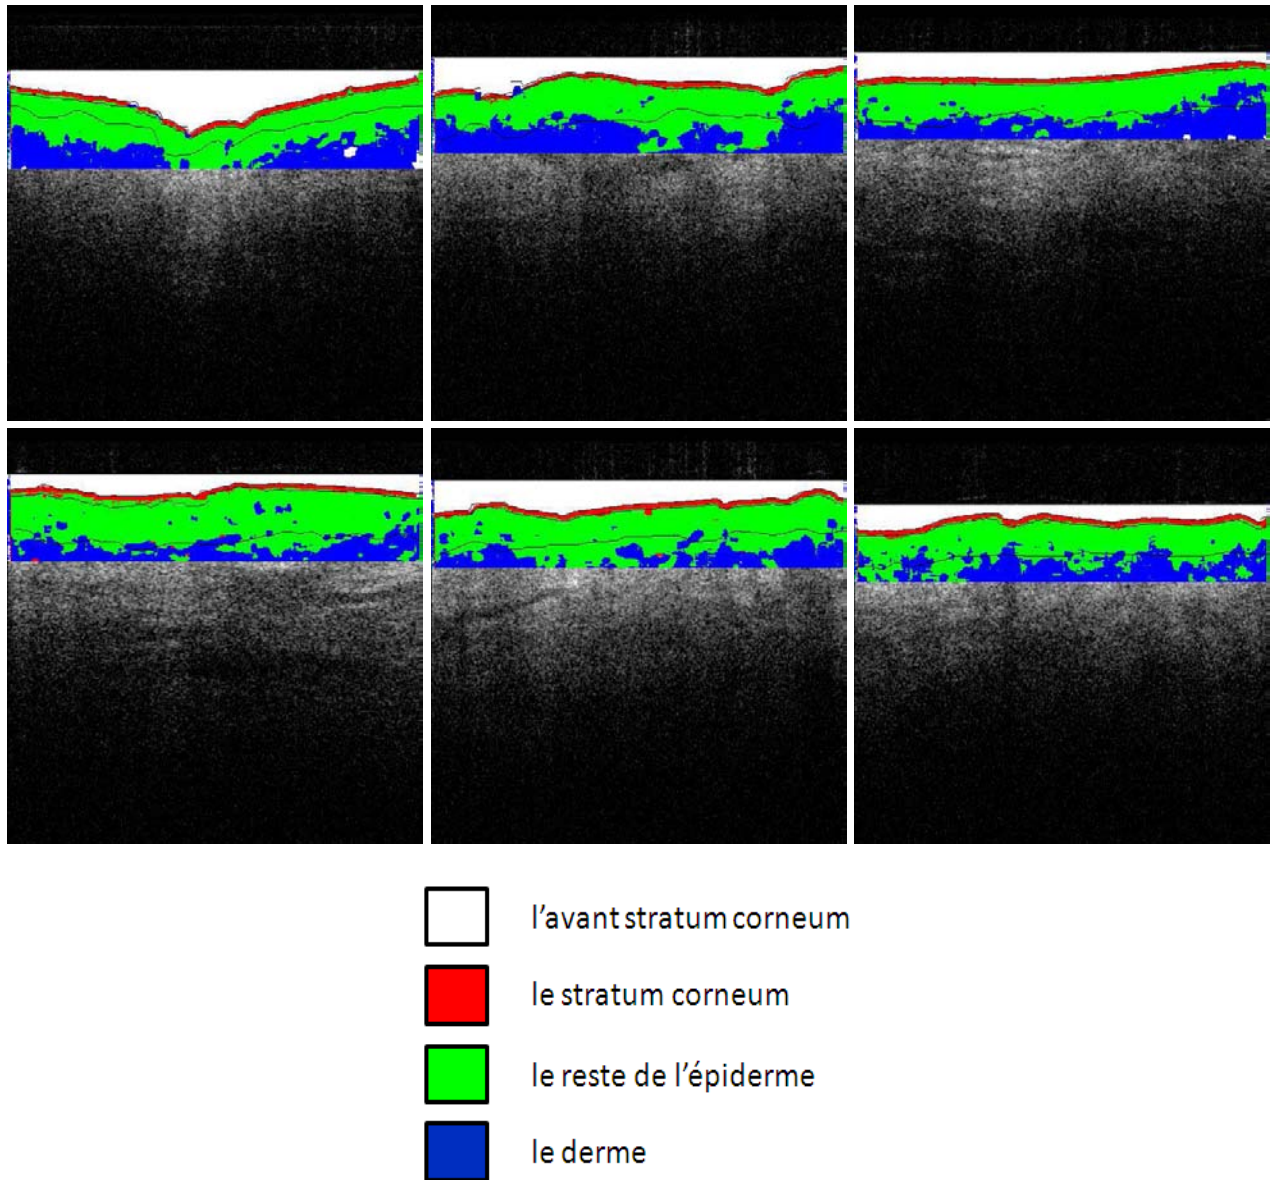 l'avant stratum corneum
le stratum corneum
le reste de l'épiderme
le derme